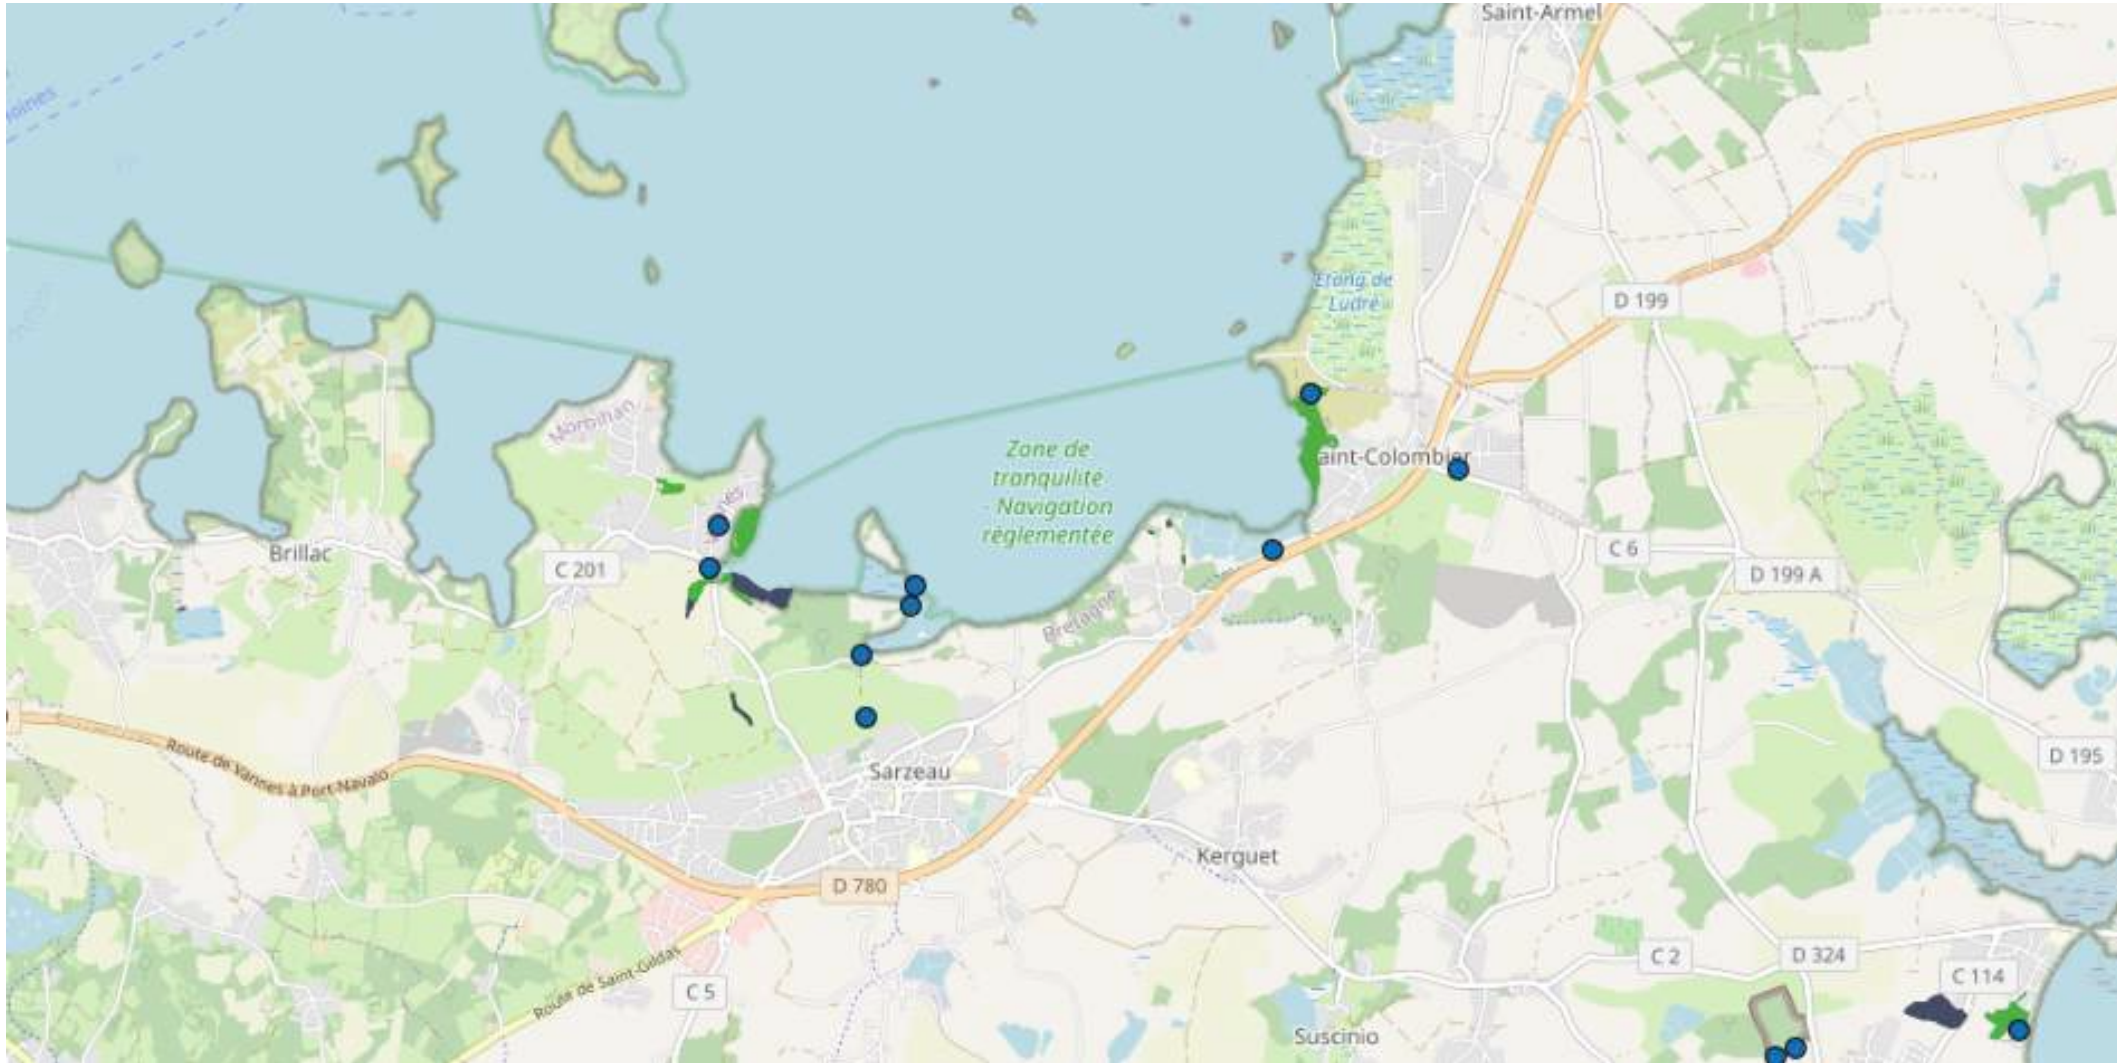 Saint-Armel
Etang de
Ludré
D 199
Morbihan
Zone de
tranquilité
- Navigation
réglementée
aint-Colombier
Brillac
C 201
C 6
D 199 A
Bretagne
Route de Vannes à Port-Navalo
D 195
Sarzeau
Kerguet
D 780
Route de Saint-Gildas
C 2
D 324
C 5
C 114
Suscinio